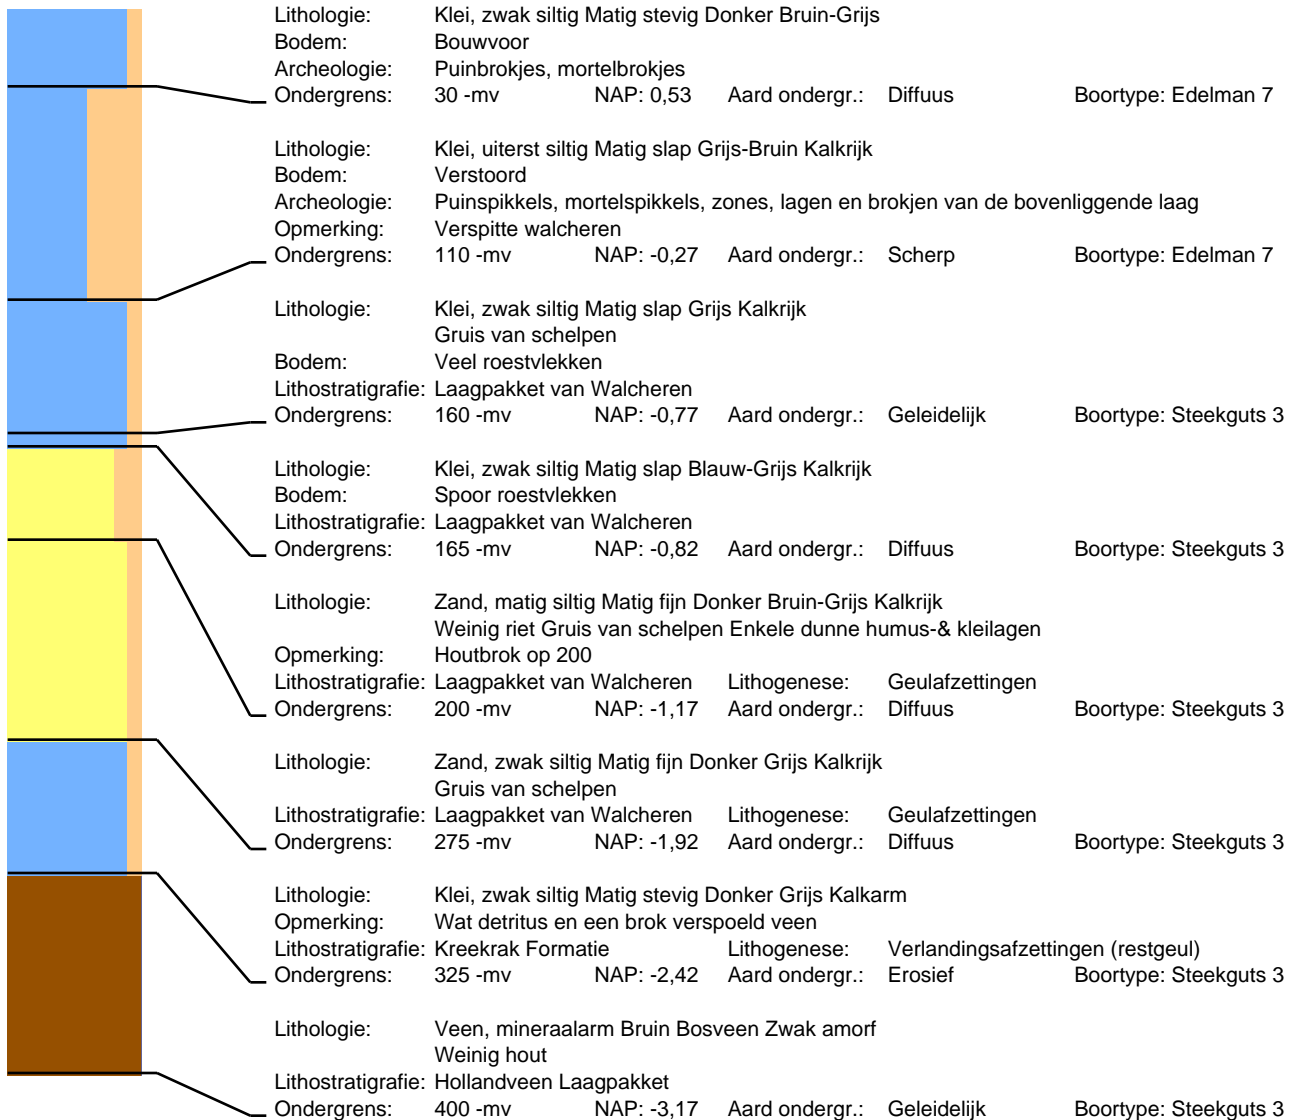 Lithologie: Klei, zwak siltig Matig stevig Donker Bruin-Grijs
Bodem: Bouwvoor
Archeologie: Puinbrokjes, mortelbrokjes
Ondergrens: 30 -mv NAP: 0,53 Aard ondergr.: Diffuus Boortype: Edelman 7
Lithologie: Klei, uiterst siltig Matig slap Grijs-Bruin Kalkrijk
Bodem: Verstoord
Archeologie: Puinspikkels, mortelspikkels, zones, lagen en brokjen van de bovenliggende laag
Opmerking: Verspitte walcheren
Ondergrens: 110 -mv NAP: -0,27 Aard ondergr.: Scherp Boortype: Edelman 7
Lithologie: Klei, zwak siltig Matig slap Grijs Kalkrijk
Gruis van schelpen
Bodem: Veel roestvlekken
Lithostratigrafie: Laagpakket van Walcheren
Ondergrens: 160 -mv NAP: -0,77 Aard ondergr.: Geleidelijk Boortype: Steekguts 3
Lithologie: Klei, zwak siltig Matig slap Blauw-Grijs Kalkrijk
Bodem: Spoor roestvlekken
Lithostratigrafie: Laagpakket van Walcheren
Ondergrens: 165 -mv NAP: -0,82 Aard ondergr.: Diffuus Boortype: Steekguts 3
Lithologie: Zand, matig siltig Matig fijn Donker Bruin-Grijs Kalkrijk
Weinig riet Gruis van schelpen Enkele dunne humus-& kleilagen
Opmerking: Houtbrok op 200
Lithostratigrafie: Laagpakket van Walcheren Lithogenese: Geulafzettingen
Ondergrens: 200 -mv NAP: -1,17 Aard ondergr.: Diffuus Boortype: Steekguts 3
Lithologie: Zand, zwak siltig Matig fijn Donker Grijs Kalkrijk
Gruis van schelpen
Lithostratigrafie: Laagpakket van Walcheren Lithogenese: Geulafzettingen
Ondergrens: 275 -mv NAP: -1,92 Aard ondergr.: Diffuus Boortype: Steekguts 3
Lithologie: Klei, zwak siltig Matig stevig Donker Grijs Kalkarm
Opmerking: Wat detritus en een brok verspoeld veen
Lithostratigrafie: Kreekrak Formatie Lithogenese: Verlandingsafzettingen (restgeul)
Ondergrens: 325 -mv NAP: -2,42 Aard ondergr.: Erosief Boortype: Steekguts 3
Lithologie: Veen, mineraalarm Bruin Bosveen Zwak amorf
Weinig hout
Lithostratigrafie: Hollandveen Laagpakket
Ondergrens: 400 -mv NAP: -3,17 Aard ondergr.: Geleidelijk Boortype: Steekguts 3